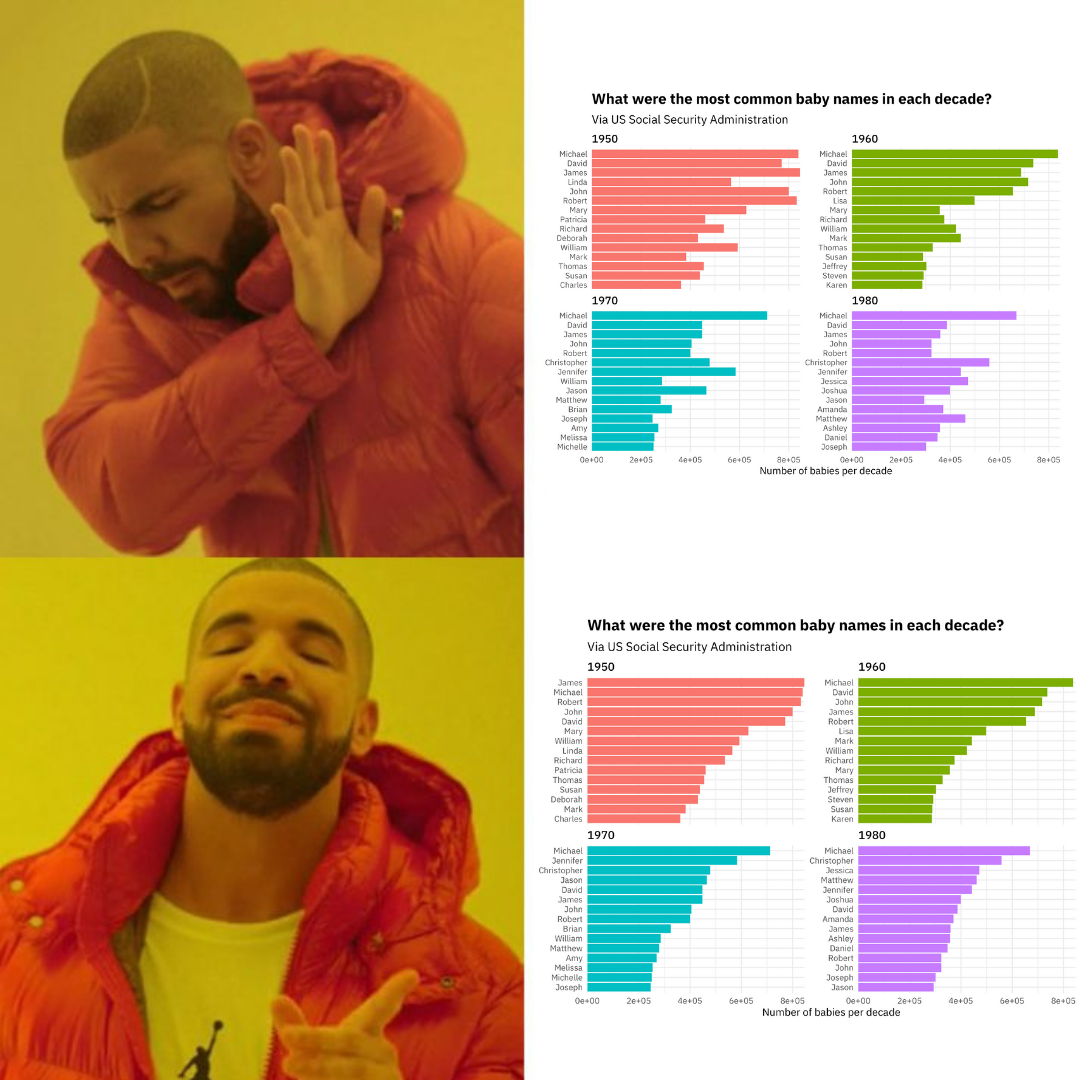 What were the most common baby names in each decade?
Via US Social Security Administration
1950
Michael
David
James
Linda
John
Robert
Mary
Patricia
Richard
Deborah
William
Mark
Thomas
Susan
Charles
1960
Michael
David
James
John
Robert
Lisa
Mary
Richard
William
Mark
Thomas
Susan
Jeffrey
Steven
Karen
1970
Michael
David
James
John
Robert
Christopher
Jennifer
William
Jason
Matthew
Brian
Joseph
Amy
Melissa
Michelle
0e+00 2e+05 4e+05 6e+05 8e+05
1980
Michael
David
James
John
Robert
Christopher
Jennifer
Jessica
Joshua
Jason
Amanda
Matthew
Ashley
Daniel
Joseph
0e+00 2e+05 4e+05 6e+05 8e+05
Number of babies per decade
What were the most common baby names in each decade?
Via US Social Security Administration
1950
James
Michael
Robert
John
David
Mary
William
Linda
Richard
Patricia
Thomas
Susan
Deborah
Mark
Charles
1960
Michael
David
John
James
Robert
Lisa
Mark
William
Richard
Mary
Thomas
Jeffrey
Steven
Susan
Karen
1970
Michael
Jennifer
Christopher
Jason
David
James
John
Robert
Brian
William
Matthew
Amy
Melissa
Michelle
Joseph
0e+00 2e+05 4e+05 6e+05 8e+05
1980
Michael
Christopher
Jessica
Matthew
Jennifer
Joshua
David
Amanda
James
Ashley
Daniel
Robert
John
Joseph
Jason
0e+00 2e+05 4e+05 6e+05 8e+05
Number of babies per decade